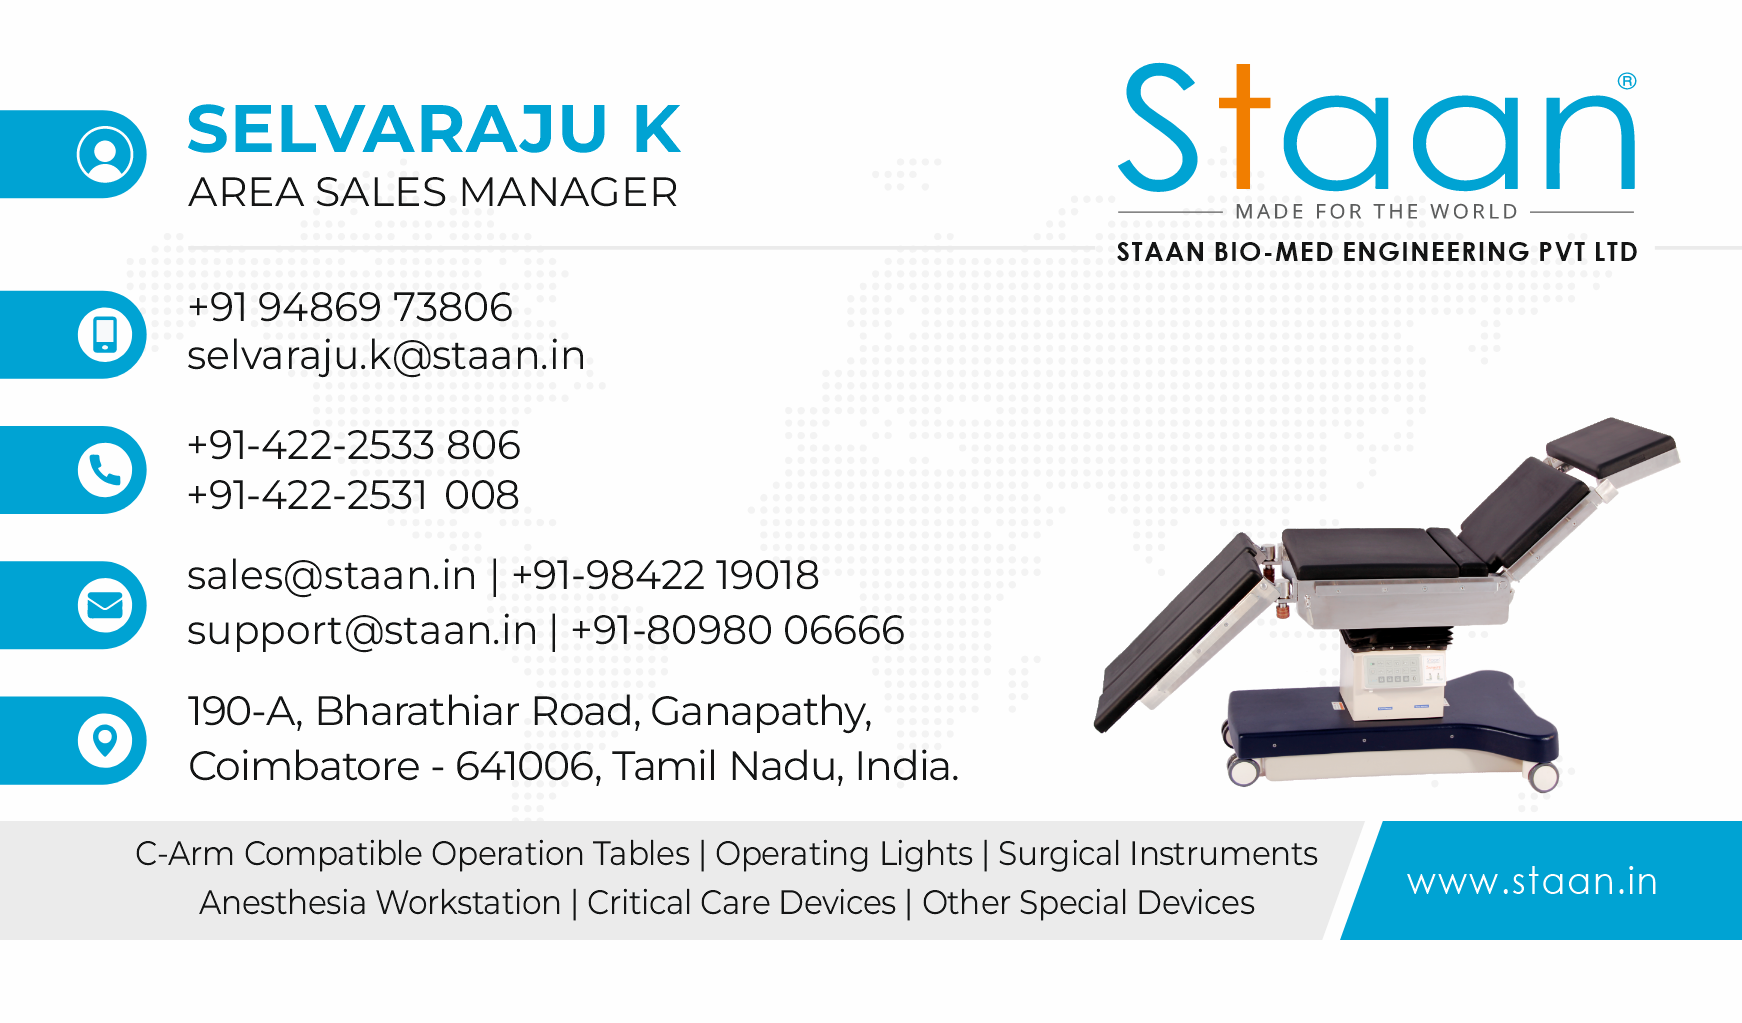 SELVARAJU K
AREA SALES MANAGER
Staan®
MADE FOR THE WORLD
STAAN BIO-MED ENGINEERING PVT LTD
+91 94869 73806
selvaraju.k@staan.in
+91-422-2533 806
+91-422-2531 008
sales@staan.in | +91-98422 19018
support@staan.in | +91-80980 06666
190-A, Bharathiar Road, Ganapathy,
Coimbatore - 641006, Tamil Nadu, India.
C-Arm Compatible Operation Tables | Operating Lights | Surgical Instruments
Anesthesia Workstation | Critical Care Devices | Other Special Devices
www.staan.in